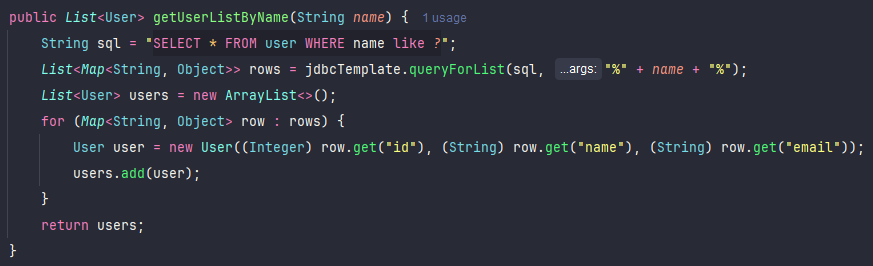 public List<User> getUserListByName(String name) { 1 usage
String sql = "SELECT * FROM user WHERE name like ?";
List<Map<String, Object>> rows = jdbcTemplate.queryForList(sql, ...args: "%" + name + "%");
List<User> users = new ArrayList<>();
for (Map<String, Object> row : rows) {
User user = new User((Integer) row.get("id"), (String) row.get("name"), (String) row.get("email"));
users.add(user);
}
return users;
}